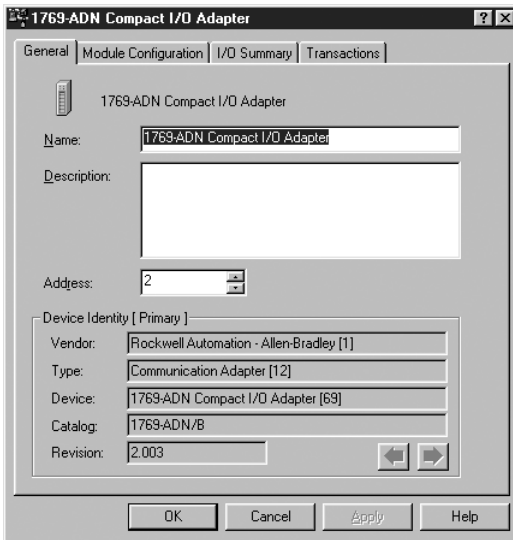 1769-ADN Compact I/O Adapter
General Module Configuration I/O Summary Transactions
1769-ADN Compact I/O Adapter
Name: 1769-ADN Compact I/O Adapter
Description:
Address: 2
Device Identity [ Primary ]
Vendor: Rockwell Automation - Allen-Bradley [1]
Type: Communication Adapter [12]
Device: 1769-ADN Compact I/O Adapter [69]
Catalog: 1769-ADN/B
Revision: 2.003
OK Cancel Apply Help